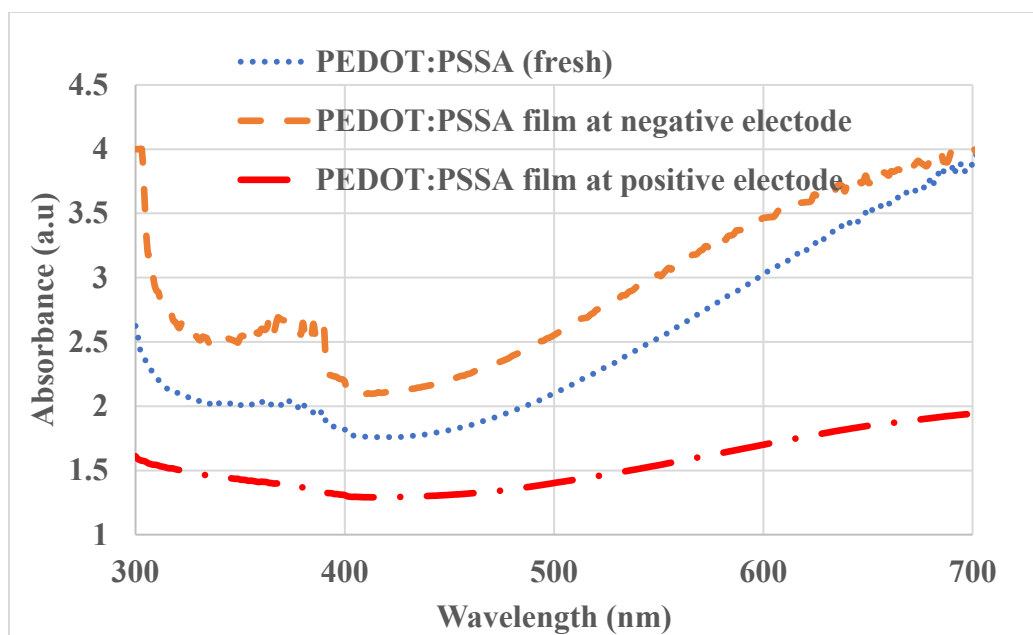 PEDOT:PSSA (fresh)
4.5
PEDOT:PSSA film at negative electode
4
PEDOT:PSSA film at positive electode
3.5
3
2.5
2
1.5
1
Absorbance (a.u)
300 400 500 600 700
Wavelength (nm)